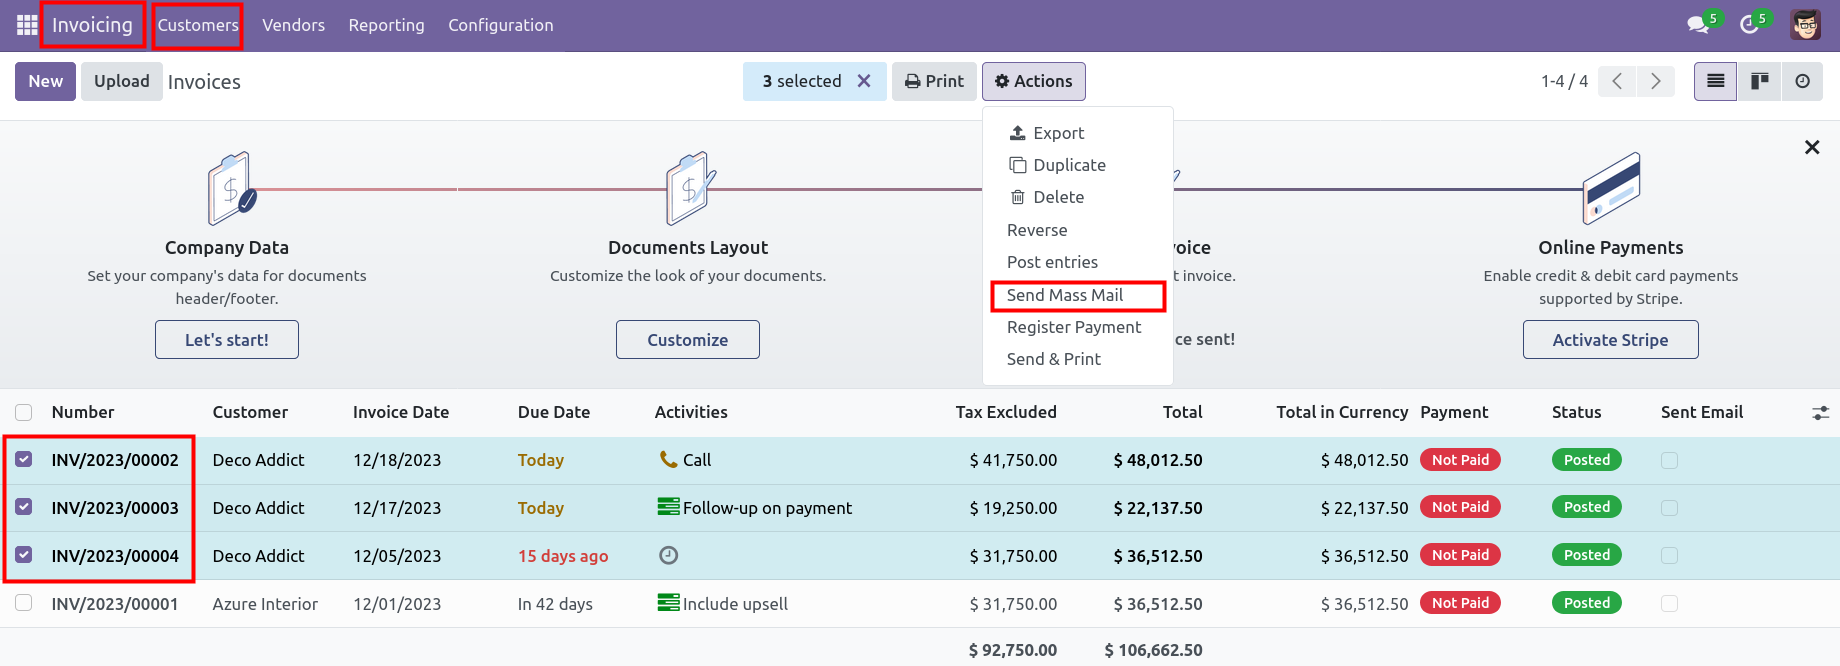 Invoicing Customers Vendors Reporting Configuration 5 5
New Upload Invoices 3 selected Print Actions 1-4 / 4
Export
Duplicate
Delete
Reverse
Post entries
Send Mass Mail
Register Payment
Send & Print
Company Data
Set your company's data for documents
header/footer.
Let's start!
Documents Layout
Customize the look of your documents.
Customize
voice
t invoice.
ce sent!
Online Payments
Enable credit & debit card payments
supported by Stripe.
Activate Stripe
Number Customer Invoice Date Due Date Activities Tax Excluded Total Total in Currency Payment Status Sent Email
INV/2023/00002 Deco Addict 12/18/2023 Today Call $ 41,750.00 $ 48,012.50 $ 48,012.50 Not Paid Posted
INV/2023/00003 Deco Addict 12/17/2023 Today Follow-up on payment $ 19,250.00 $ 22,137.50 $ 22,137.50 Not Paid Posted
INV/2023/00004 Deco Addict 12/05/2023 15 days ago $ 31,750.00 $ 36,512.50 $ 36,512.50 Not Paid Posted
INV/2023/00001 Azure Interior 12/01/2023 In 42 days Include upsell $ 31,750.00 $ 36,512.50 $ 36,512.50 Not Paid Posted
$ 92,750.00 $ 106,662.50